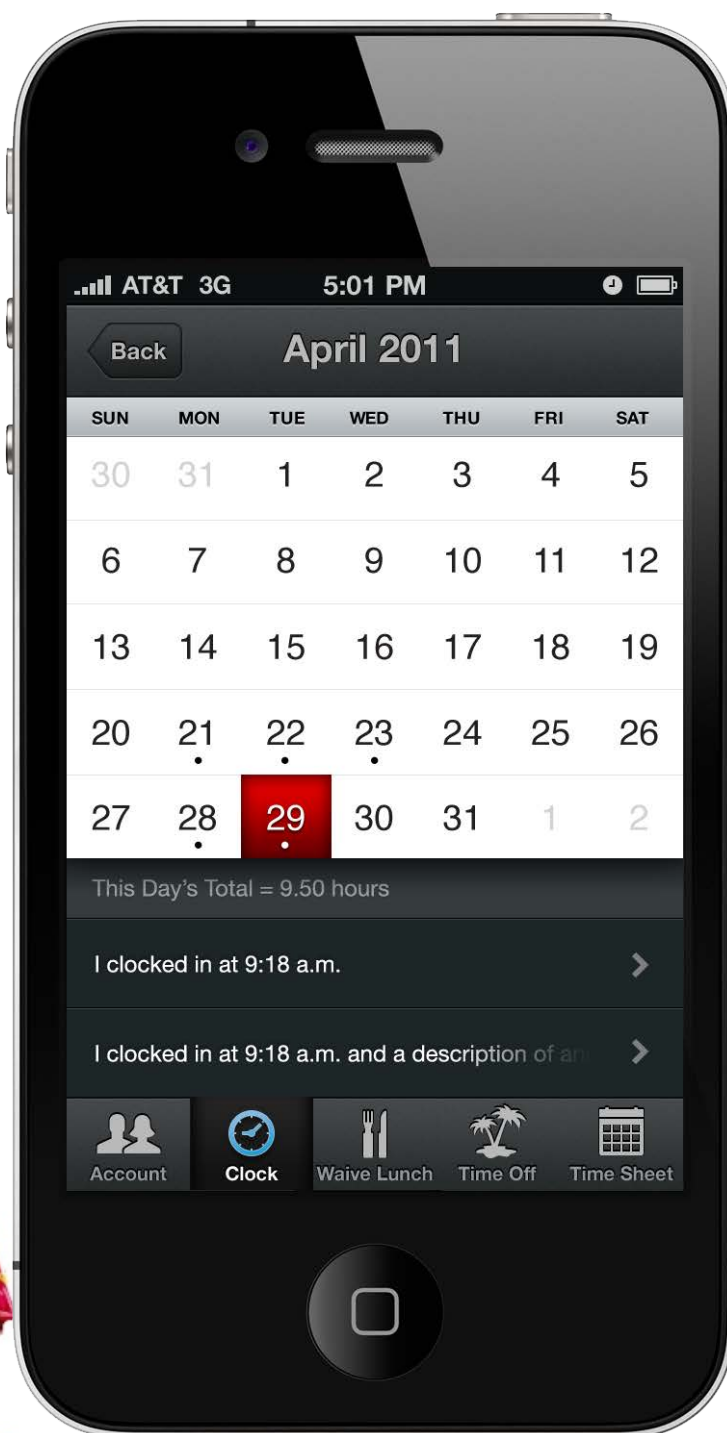 AT&T 3G 5:01 PM
Back April 2011
SUN MON TUE WED THU FRI SAT
30 31 1 2 3 4 5
6 7 8 9 10 11 12
13 14 15 16 17 18 19
20 21 22 23 24 25 26
27 28 29 30 31 1 2
This Day's Total = 9.50 hours
I clocked in at 9:18 a.m.
I clocked in at 9:18 a.m. and a description of an
Account Clock Waive Lunch Time Off Time Sheet